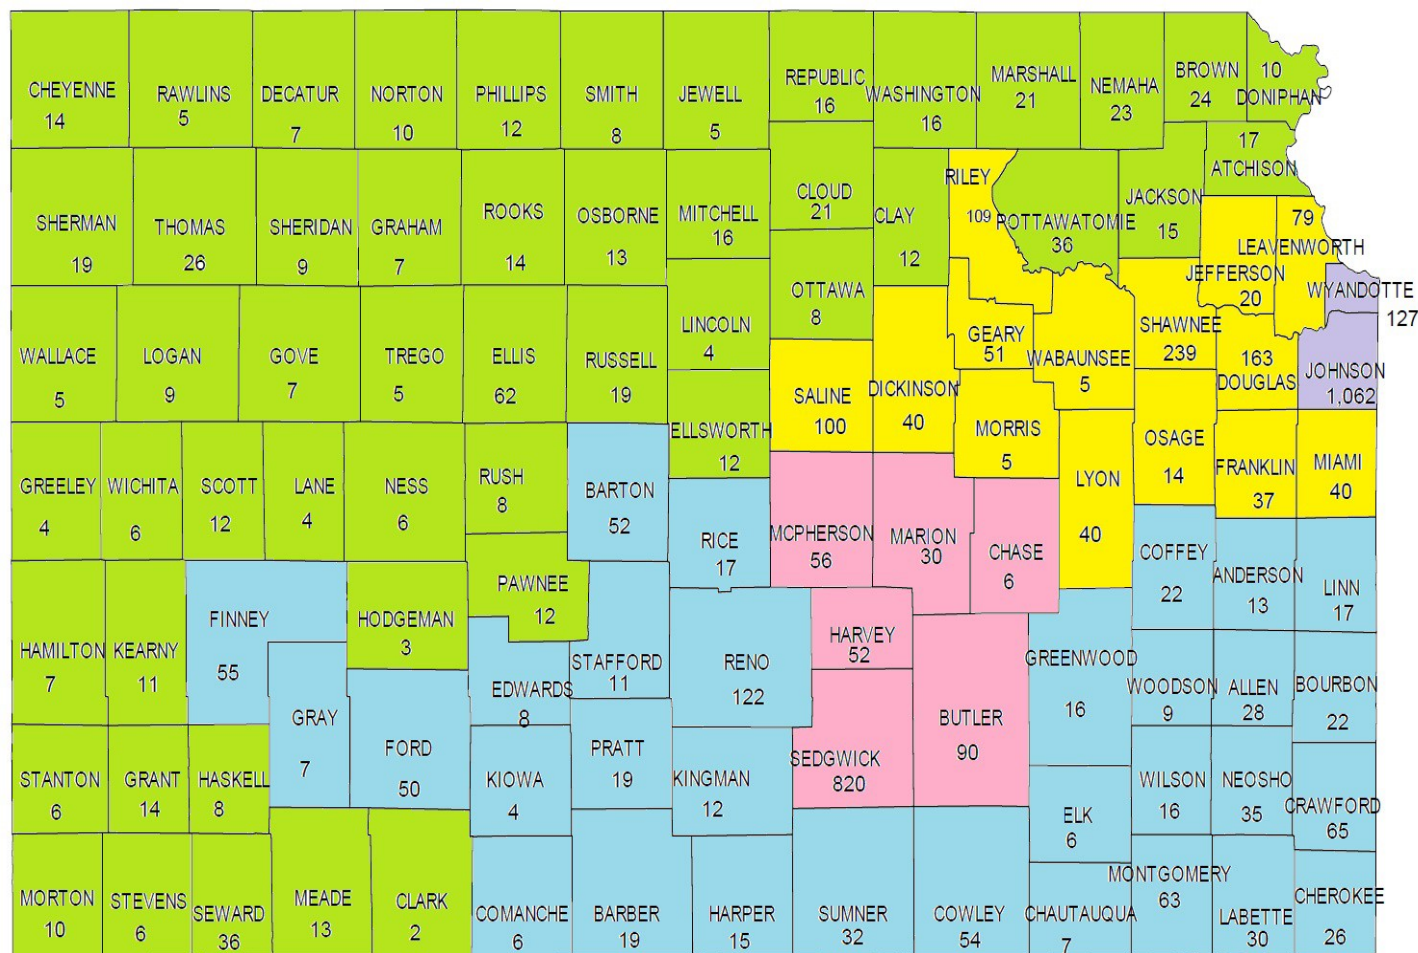 CHEYENNE
14
RAWLINS
5
DECATUR
7
NORTON
10
PHILLIPS
12
SMITH
8
JEWELL
5
REPUBLIC
16
WASHINGTON
16
MARSHALL
21
NEMAHA
23
BROWN
24
10
DONIPHAN
17
ATCHISON
SHERMAN
19
THOMAS
26
SHERIDAN
9
GRAHAM
7
ROOKS
14
OSBORNE
13
MITCHELL
16
CLOUD
21
CLAY
12
RILEY
109
POTTAWATOMIE
36
JACKSON
15
79
LEAVENWORTH
JEFFERSON
20
WYANDOTTE
127
WALLACE
5
LOGAN
9
GOVE
7
TREGO
5
ELLIS
62
RUSSELL
19
LINCOLN
4
OTTAWA
8
SALINE
100
DICKINSON
40
GEARY
51
WABAUNSEE
5
SHAWNEE
239
163
DOUGLAS
JOHNSON
1,062
GREELEY
4
WICHITA
6
SCOTT
12
LANE
4
NESS
6
RUSH
8
BARTON
52
ELLSWORTH
12
RICE
17
MCPHERSON
56
MARION
30
MORRIS
5
CHASE
6
LYON
40
OSAGE
14
FRANKLIN
37
MIAMI
40
COFFEY
22
ANDERSON
13
LINN
17
HAMILTON
7
KEARNY
11
FINNEY
55
HODGEMAN
3
PAWNEE
12
EDWARDS
8
STAFFORD
11
RENO
122
HARVEY
52
GREENWOOD
16
WOODSON
9
ALLEN
28
BOURBON
22
STANTON
6
GRANT
14
HASKELL
8
GRAY
7
FORD
50
KIOWA
4
PRATT
19
KINGMAN
12
SEDGWICK
820
BUTLER
90
ELK
6
WILSON
16
NEOSHO
35
CRAWFORD
65
MORTON
10
STEVENS
6
SEWARD
36
MEADE
13
CLARK
2
COMANCHE
6
BARBER
19
HARPER
15
SUMNER
32
COWLEY
54
CHAUTAUQUA
7
MONTGOMERY
63
LABETTE
30
CHEROKEE
26